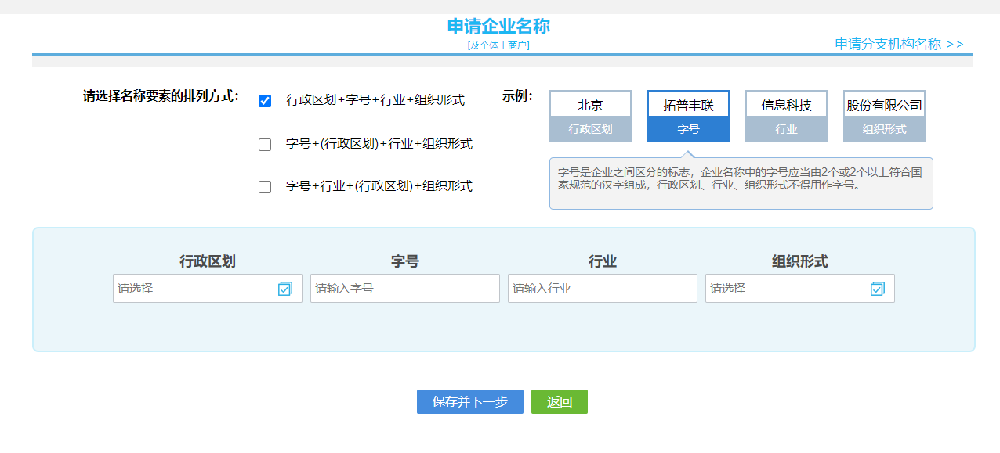 申请企业名称
[及个体工商户]
申请分支机构名称 >>
请选择名称要素的排列方式：
行政区划+字号+行业+组织形式
字号+(行政区划)+行业+组织形式
字号+行业+(行政区划)+组织形式
示例：
北京 拓普丰联 信息科技 股份有限公司
行政区划 字号 行业 组织形式
字号是企业之间区分的标志，企业名称中的字号应当由2个或2个以上符合国
家规范的汉字组成，行政区划、行业、组织形式不得用作字号。
行政区划 字号 行业 组织形式
请选择 请输入字号 请输入行业 请选择
保存并下一步 返回